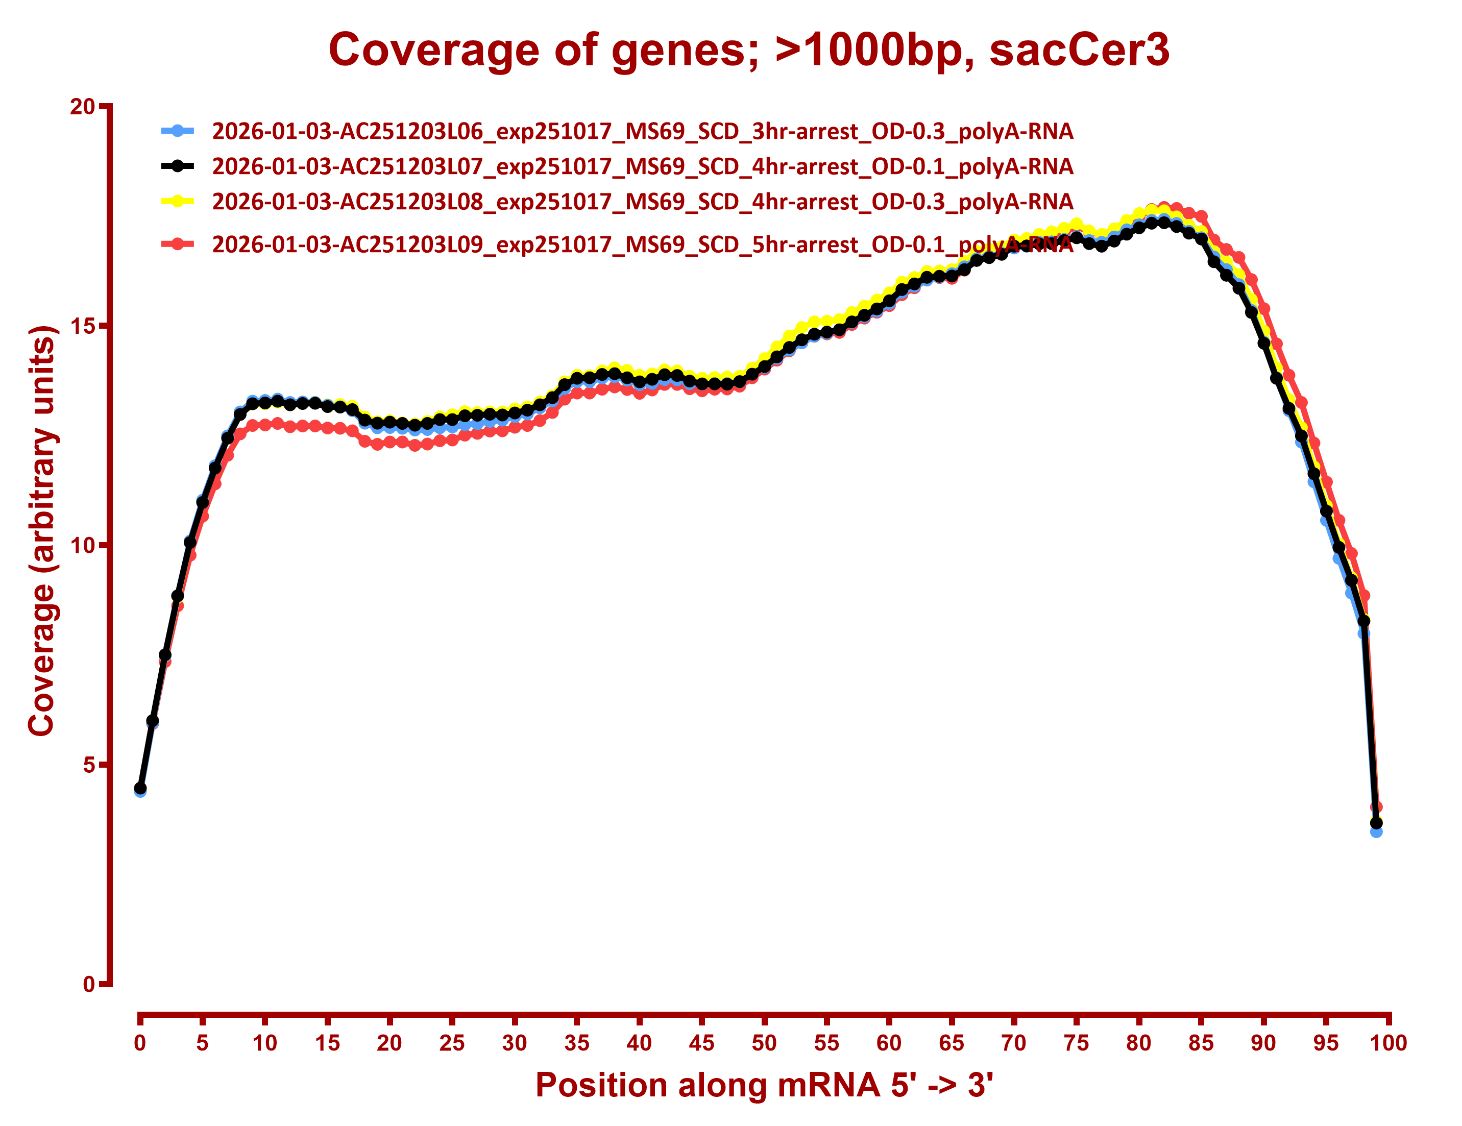 Coverage of genes; >1000bp, sacCer3
20
2026-01-03-AC251203L06_exp251017_MS69_SCD_3hr-arrest_OD-0.3_polyA-RNA
2026-01-03-AC251203L07_exp251017_MS69_SCD_4hr-arrest_OD-0.1_polyA-RNA
2026-01-03-AC251203L08_exp251017_MS69_SCD_4hr-arrest_OD-0.3_polyA-RNA
2026-01-03-AC251203L09_exp251017_MS69_SCD_5hr-arrest_OD-0.1_polyA-RNA
15
10
5
0
Coverage (arbitrary units)
0 5 10 15 20 25 30 35 40 45 50 55 60 65 70 75 80 85 90 95 100
Position along mRNA 5' -> 3'